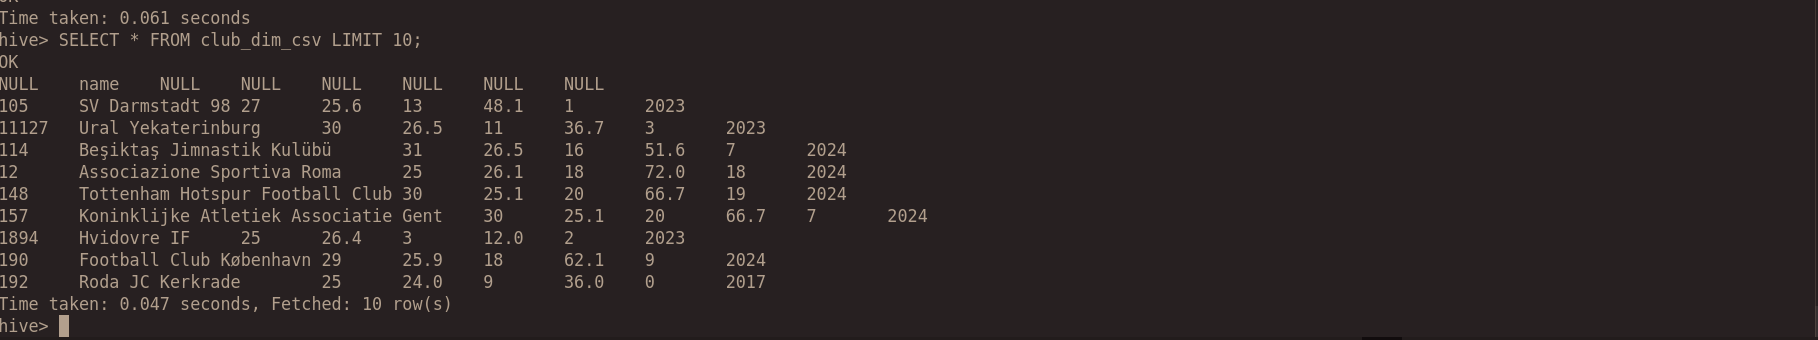 OK
Time taken: 0.061 seconds
hive> SELECT * FROM club_dim_csv LIMIT 10;
OK
NULL name NULL NULL NULL NULL NULL NULL
105 SV Darmstadt 98 27 25.6 13 48.1 1 2023
11127 Ural Yekaterinburg 30 26.5 11 36.7 3 2023
114 Beşiktaş Jimnastik Kulübü 31 26.5 16 51.6 7 2024
12 Associazione Sportiva Roma 25 26.1 18 72.0 18 2024
148 Tottenham Hotspur Football Club 30 25.1 20 66.7 19 2024
157 Koninklijke Atletiek Associatie Gent 30 25.1 20 66.7 7 2024
1894 Hvidovre IF 25 26.4 3 12.0 2 2023
190 Football Club København 29 25.9 18 62.1 9 2024
192 Roda JC Kerkrade 25 24.0 9 36.0 0 2017
Time taken: 0.047 seconds, Fetched: 10 row(s)
hive>